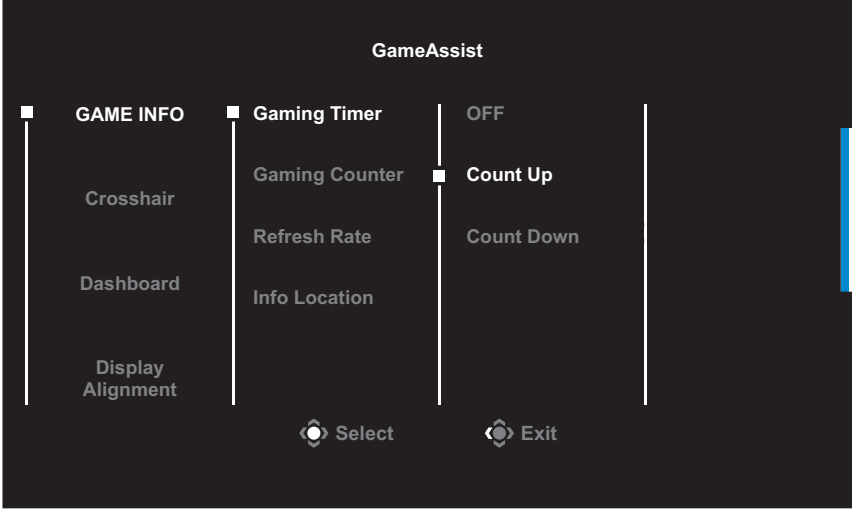 GameAssist
GAME INFO
Gaming Timer
OFF
Gaming Counter
Count Up
Crosshair
Refresh Rate
Count Down
Dashboard
Info Location
Display
Alignment
Select
Exit